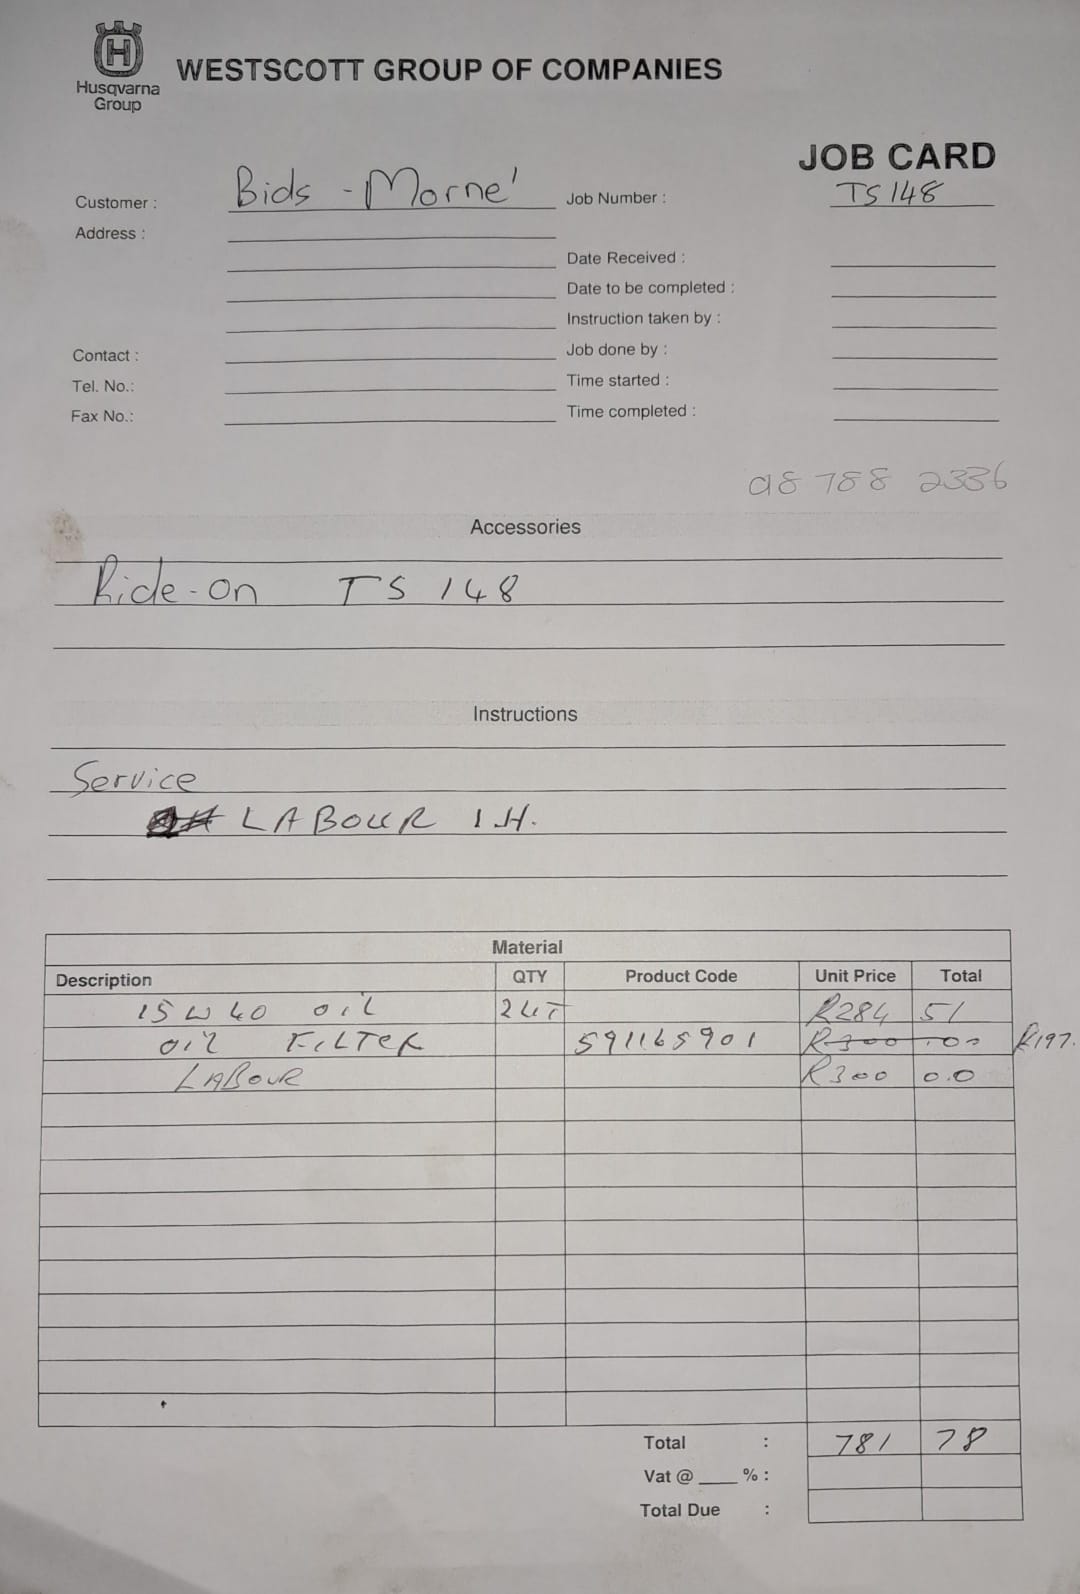 H
Husqvarna
Group
WESTSCOTT GROUP OF COMPANIES
JOB CARD
Customer : Bids - Morne'
Job Number : TS 148
Address :
Date Received :
Date to be completed :
Instruction taken by :
Contact :
Job done by :
Tel. No.:
Time started :
Fax No.:
Time completed :
788 2336
Accessories
Ride-on TS 148
Instructions
Service
LABOUR 1 H.
Material
Description QTY Product Code Unit Price Total
15W40 OIL 2LIT R284 51
OIL FILTER 591165901 R300 .00 R197.
LABOUR R300 0.0
Total : 781 78
Vat @ ____ % :
Total Due :